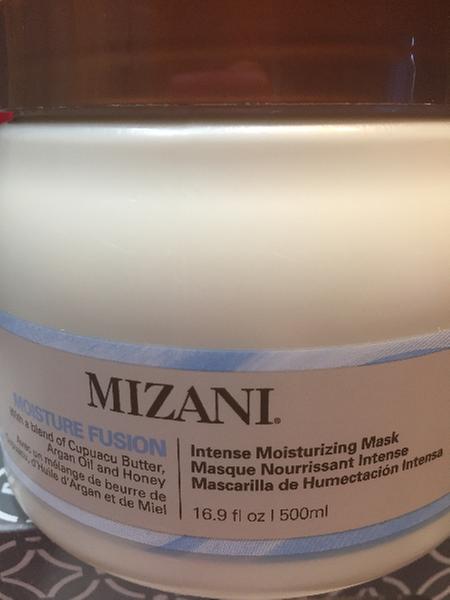 MIZANI®
MOISTURE FUSION
With a blend of Cupuacu Butter,
Argan Oil and Honey
Avec un mélange de beurre de
Cupuacu, d'Huile d'Argan et de Miel
Intense Moisturizing Mask
Masque Nourrissant Intense
Mascarilla de Humectación Intensa
16.9 fl oz | 500ml